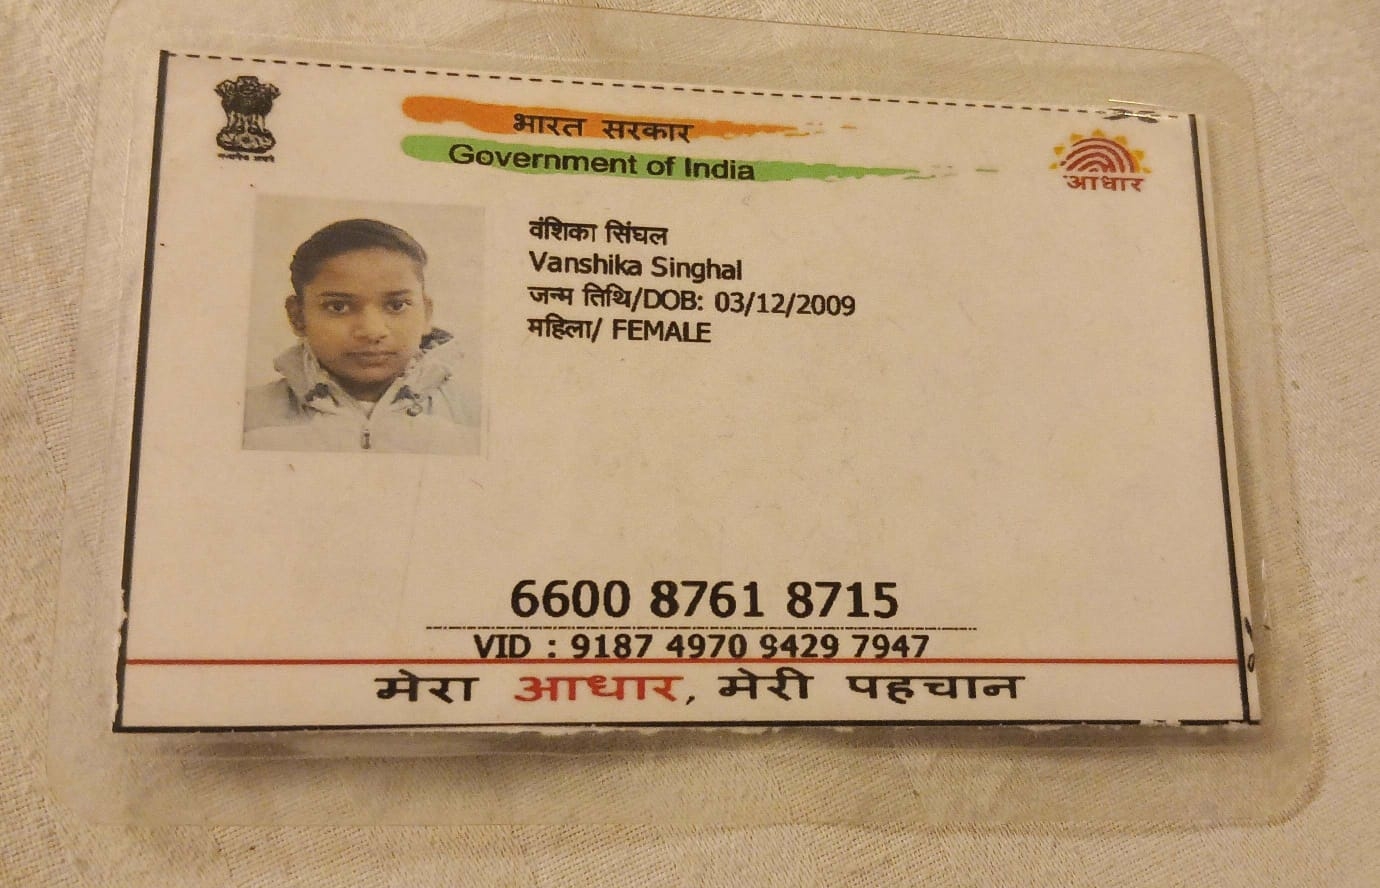 भारत सरकार
Government of India
आधार
वंशिका सिंघल
Vanshika Singhal
जन्म तिथि/DOB: 03/12/2009
महिला/ FEMALE
6600 8761 8715
VID : 9187 4970 9429 7947
मेरा आधार, मेरी पहचान